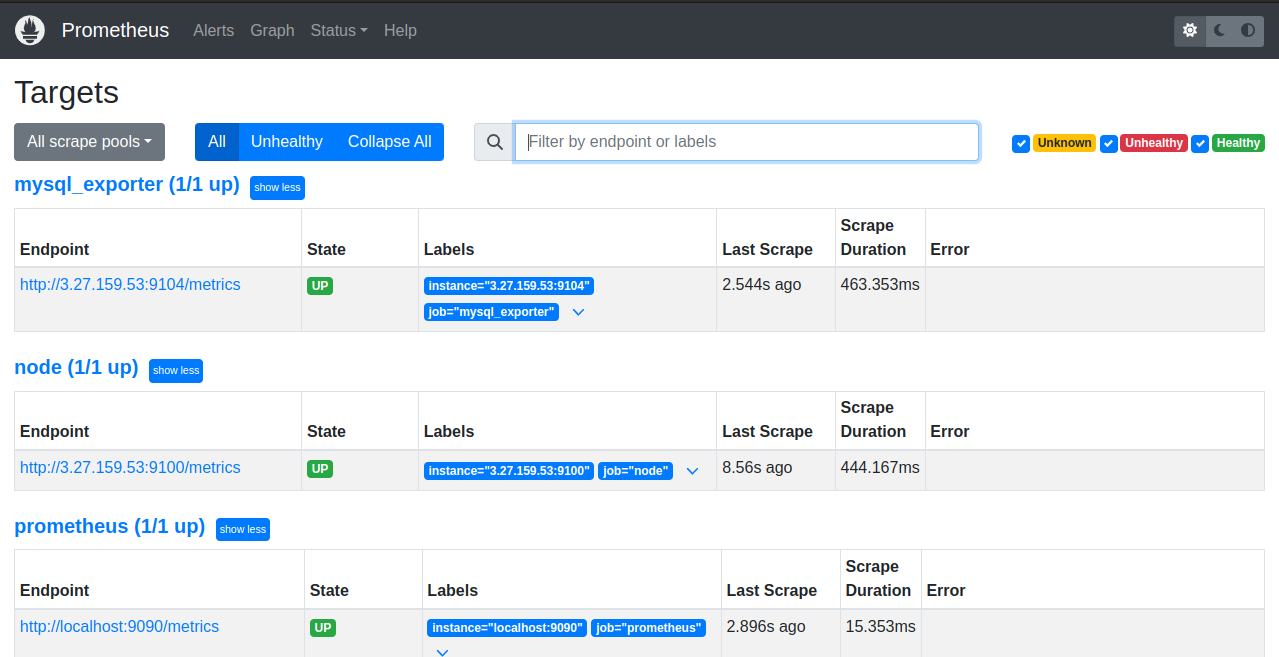 Prometheus Alerts Graph Status Help
Targets
All scrape pools All Unhealthy Collapse All Filter by endpoint or labels Unknown Unhealthy Healthy
mysql_exporter (1/1 up) show less
Endpoint State Labels Last Scrape Scrape Duration Error
http://3.27.159.53:9104/metrics UP instance="3.27.159.53:9104" 2.544s ago 463.353ms
job="mysql_exporter"
node (1/1 up) show less
Endpoint State Labels Last Scrape Scrape Duration Error
http://3.27.159.53:9100/metrics UP instance="3.27.159.53:9100" job="node" 8.56s ago 444.167ms
prometheus (1/1 up) show less
Endpoint State Labels Last Scrape Scrape Duration Error
http://localhost:9090/metrics UP instance="localhost:9090" job="prometheus" 2.896s ago 15.353ms